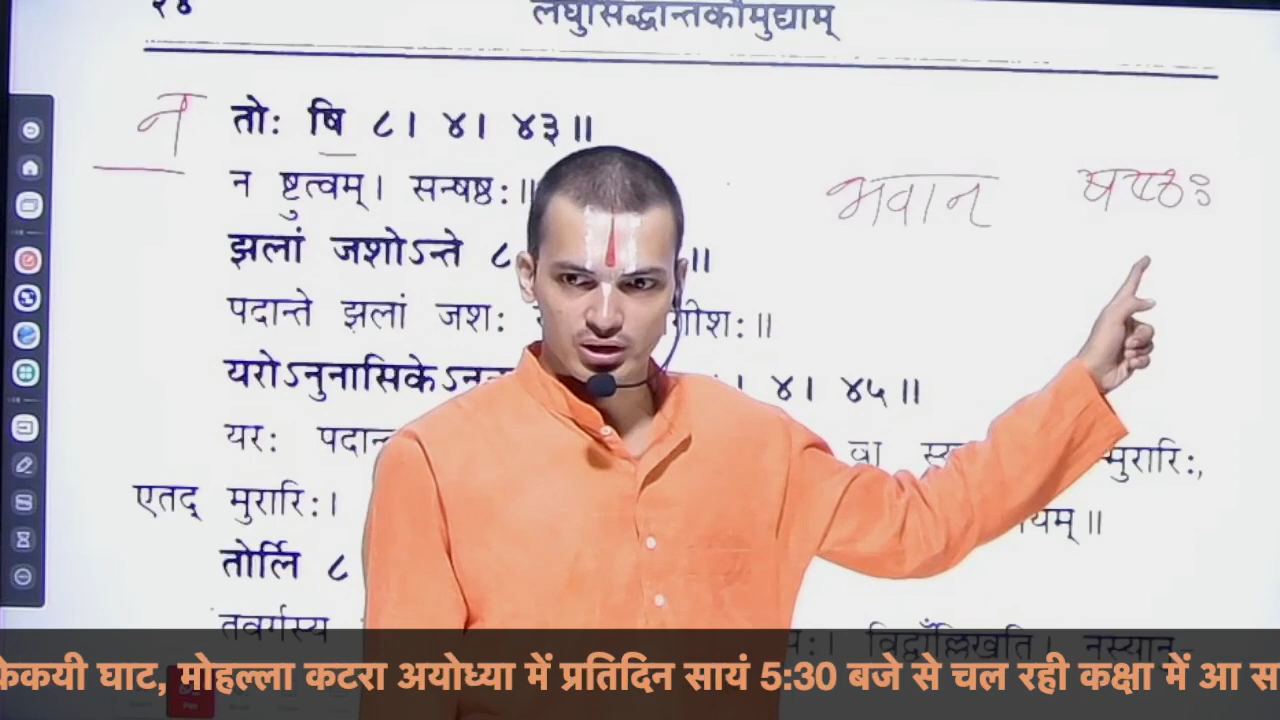 लघुसिद्धान्तकौमुद्याम्
न तोः षि ८। ४। ४३॥
न ष्टुत्वम्। सन्षष्ठः॥ भवान् षष्ठः
झलां जशोऽन्ते ८ ॥
पदान्ते झलां जशः गीशः॥
यरोऽनुनासिकेऽन । ४। ४५॥
यरः वा मुरारिः,
एतद् मुरारिः। यम्॥
तोर्लि ८
तवर्गस्य विद्वाँल्लिखति। नस्यानु-
केकयी घाट, मोहल्ला कटरा अयोध्या में प्रतिदिन सायं 5:30 बजे से चल रही कक्षा में आ स